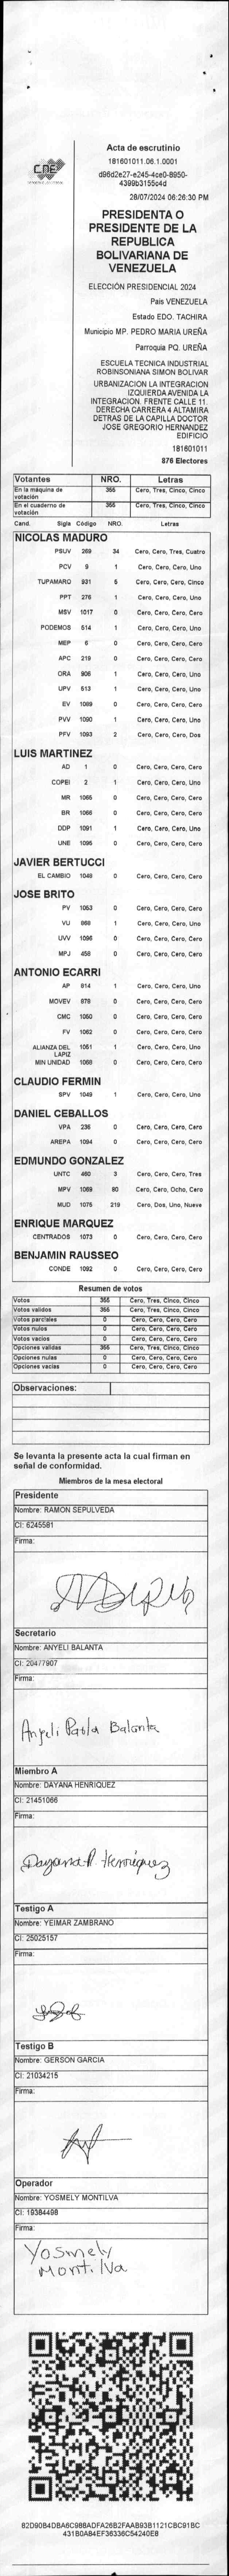 CNE
Acta de escrutinio
181601011.06.1.0001
d96d2e27-e245-4ce0-8950-
4399b3155c4d
28/07/2024 06:26:30 PM
PRESIDENTA O
PRESIDENTE DE LA
REPUBLICA
BOLIVARIANA DE
VENEZUELA
ELECCIÓN PRESIDENCIAL 2024
País VENEZUELA
Estado EDO. TACHIRA
Municipio MP. PEDRO MARIA UREÑA
Parroquia PQ. UREÑA
ESCUELA TECNICA INDUSTRIAL
ROBINSONIANA SIMON BOLIVAR
URBANIZACION LA INTEGRACION
IZQUIERDA AVENIDA LA
INTEGRACION. FRENTE CALLE 11.
DERECHA CARRERA 4 ALTAMIRA
DETRAS DE LA CAPILLA DOCTOR
JOSE GREGORIO HERNANDEZ
EDIFICIO
181601011
876 Electores
Votantes NRO. Letras
En la máquina de votación 355 Cero, Tres, Cinco, Cinco
En el cuaderno de votación 355 Cero, Tres, Cinco, Cinco
Cand. Sigla Código NRO. Letras
NICOLAS MADURO
PSUV 269 34 Cero, Cero, Tres, Cuatro
PCV 9 1 Cero, Cero, Cero, Uno
TUPAMARO 931 5 Cero, Cero, Cero, Cinco
PPT 276 1 Cero, Cero, Cero, Uno
MSV 1017 0 Cero, Cero, Cero, Cero
PODEMOS 514 1 Cero, Cero, Cero, Uno
MEP 6 0 Cero, Cero, Cero, Cero
APC 219 0 Cero, Cero, Cero, Cero
ORA 906 1 Cero, Cero, Cero, Uno
UPV 513 1 Cero, Cero, Cero, Uno
EV 1089 0 Cero, Cero, Cero, Cero
PVV 1090 1 Cero, Cero, Cero, Uno
PFV 1093 2 Cero, Cero, Cero, Dos
LUIS MARTINEZ
AD 1 0 Cero, Cero, Cero, Cero
COPEI 2 1 Cero, Cero, Cero, Uno
MR 1065 0 Cero, Cero, Cero, Cero
BR 1066 0 Cero, Cero, Cero, Cero
DDP 1091 1 Cero, Cero, Cero, Uno
UNE 1095 0 Cero, Cero, Cero, Cero
JAVIER BERTUCCI
EL CAMBIO 1048 0 Cero, Cero, Cero, Cero
JOSE BRITO
PV 1053 0 Cero, Cero, Cero, Cero
VU 969 1 Cero, Cero, Cero, Uno
UVV 1096 0 Cero, Cero, Cero, Cero
MPJ 458 0 Cero, Cero, Cero, Cero
ANTONIO ECARRI
AP 914 1 Cero, Cero, Cero, Uno
MOVEV 979 0 Cero, Cero, Cero, Cero
CMC 1050 0 Cero, Cero, Cero, Cero
FV 1062 0 Cero, Cero, Cero, Cero
ALIANZA DEL LAPIZ 1051 1 Cero, Cero, Cero, Uno
MIN UNIDAD 1068 0 Cero, Cero, Cero, Cero
CLAUDIO FERMIN
SPV 1049 1 Cero, Cero, Cero, Uno
DANIEL CEBALLOS
VPA 236 0 Cero, Cero, Cero, Cero
AREPA 1094 0 Cero, Cero, Cero, Cero
EDMUNDO GONZALEZ
UNTC 460 3 Cero, Cero, Cero, Tres
MPV 1069 80 Cero, Cero, Ocho, Cero
MUD 1075 219 Cero, Dos, Uno, Nueve
ENRIQUE MARQUEZ
CENTRADOS 1073 0 Cero, Cero, Cero, Cero
BENJAMIN RAUSSEO
CONDE 1092 0 Cero, Cero, Cero, Cero
Resumen de votos
Votos 355 Cero, Tres, Cinco, Cinco
Votos validos 355 Cero, Tres, Cinco, Cinco
Votos parciales 0 Cero, Cero, Cero, Cero
Votos nulos 0 Cero, Cero, Cero, Cero
Votos vacios 0 Cero, Cero, Cero, Cero
Opciones validas 355 Cero, Tres, Cinco, Cinco
Opciones nulas 0 Cero, Cero, Cero, Cero
Opciones vacias 0 Cero, Cero, Cero, Cero
Observaciones:
Se levanta la presente acta la cual firman en
señal de conformidad.
Miembros de la mesa electoral
Presidente
Nombre: RAMON SEPULVEDA
CI: 6245581
Firma:
Secretario
Nombre: ANYELI BALANTA
CI: 20477907
Firma:
Anyeli Paola Balanta
Miembro A
Nombre: DAYANA HENRIQUEZ
CI: 21451066
Firma:
Dayana P. Henriquez
Testigo A
Nombre: YEIMAR ZAMBRANO
CI: 25025157
Firma:
Testigo B
Nombre: GERSON GARCIA
CI: 21034215
Firma:
Operador
Nombre: YOSMELY MONTILVA
CI: 19384498
Firma:
Yosmely
Montilva
82D90B4DBA6C988ADFA26B2FAAB93B1121CBC91BC
431B0A84EF36336C54240E8